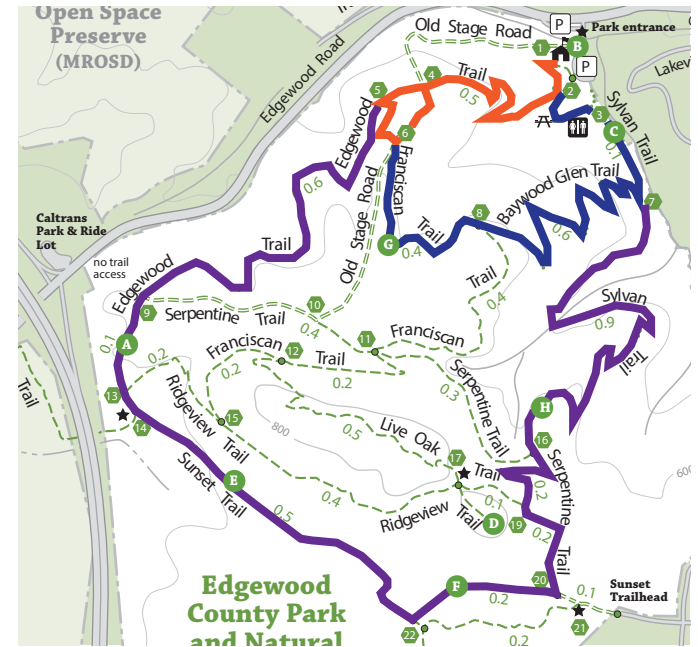 Open Space
Preserve
(MROSD)
Edgewood Road
Old Stage Road
P
Park entrance
1
B
P
Lakevi
Trail
0.5
4
5
2
3
C
Sylvan Trail
0.1
6
Edgewood
0.6
Franciscan
Old Stage Road
Baywood Glen Trail
7
8
0.6
Trail
0.4
G
Caltrans
Park & Ride
Lot
no trail
access
Trail
Edgewood
Trail
0.4
Sylvan
0.9
Trail
9
Serpentine Trail
10
0.4
11
Franciscan
0.1
A
0.2
Franciscan
12
Trail
0.2
0.2
0.3
Serpentine Trail
13
14
Trail
Ridgeview Trail
15
800
0.5
Live Oak
Trail
17
H
16
Serpentine
Trail
0.2
600
Sunset Trail
E
0.5
0.4
Ridgeview
Trail
0.1
D
19
0.2
20
0.1
Sunset
Trailhead
F
0.2
Edgewood
County Park
and Natural
22
0.2
21